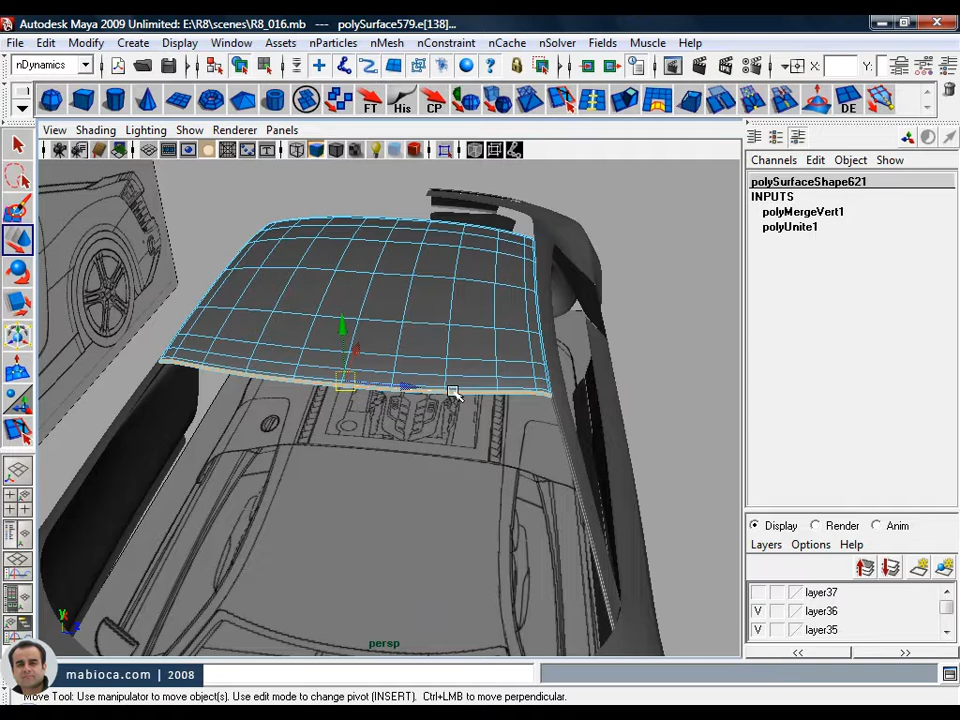 Autodesk Maya 2009 Unlimited: E:\R8\scenes\R8_016.mb --- polySurface579.e[138]...
File Edit Modify Create Display Window Assets nParticles nMesh nConstraint nCache nSolver Fields Muscle Help
nDynamics
X: Y:
FT His CP DE
View Shading Lighting Show Renderer Panels
Channels Edit Object Show
polySurfaceShape621
INPUTS
polyMergeVert1
polyUnite1
persp
Display Render Anim
Layers Options Help
layer37
V layer36
V layer35
<< >>
mabioca.com | 2008
Move Tool: Use manipulator to move object(s). Use edit mode to change pivot (INSERT). Ctrl+LMB to move perpendicular.